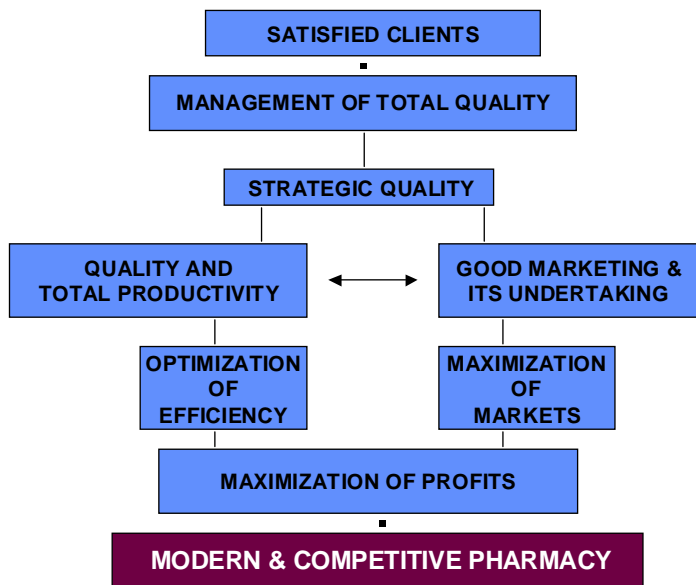 SATISFIED CLIENTS
MANAGEMENT OF TOTAL QUALITY
STRATEGIC QUALITY
QUALITY AND
TOTAL PRODUCTIVITY
GOOD MARKETING &
ITS UNDERTAKING
OPTIMIZATION
OF
EFFICIENCY
MAXIMIZATION
OF
MARKETS
MAXIMIZATION OF PROFITS
MODERN & COMPETITIVE PHARMACY